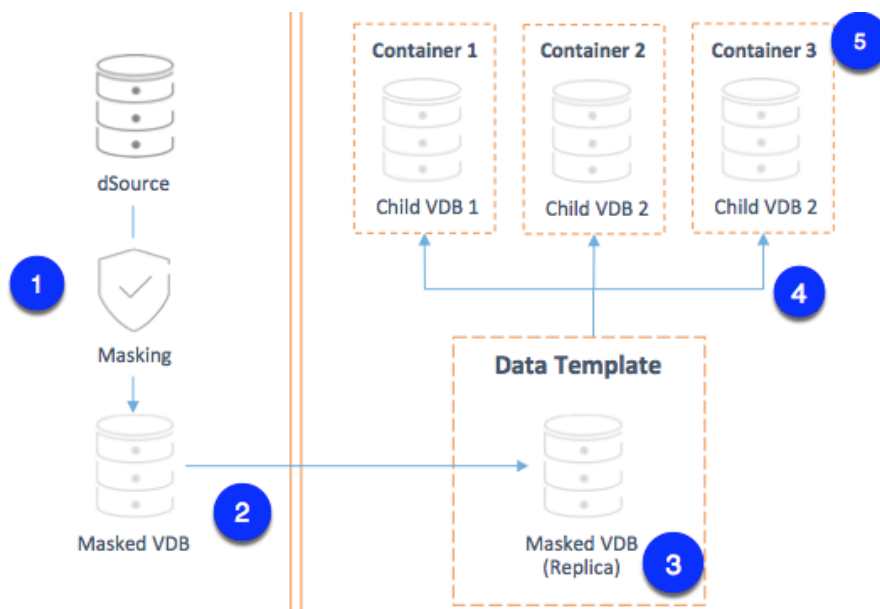 Container 1
Container 2
Container 3
5
dSource
Child VDB 1
Child VDB 2
Child VDB 2
1
4
Masking
Data Template
2
Masked VDB
Masked VDB
(Replica)
3